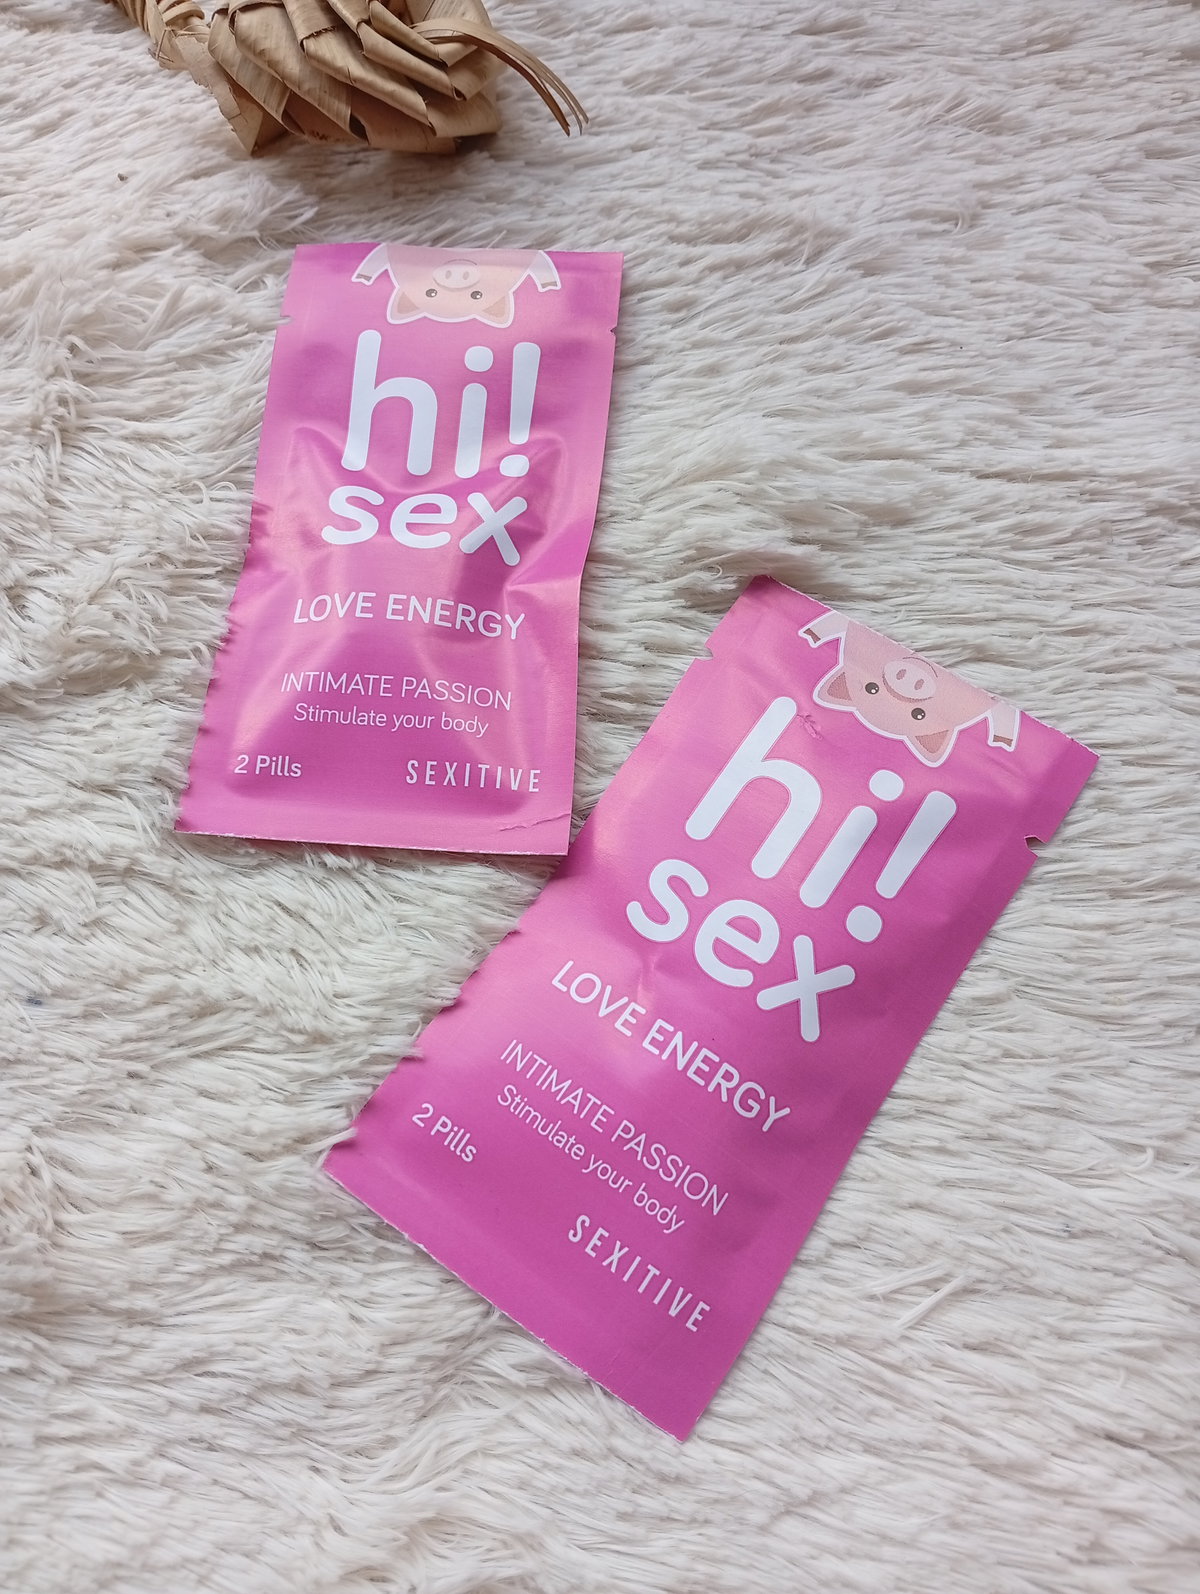 hi!
sex
LOVE ENERGY
INTIMATE PASSION
Stimulate your body
2 Pills
SEXITIVE
hi!
sex
LOVE ENERGY
INTIMATE PASSION
Stimulate your body
2 Pills
SEXITIVE